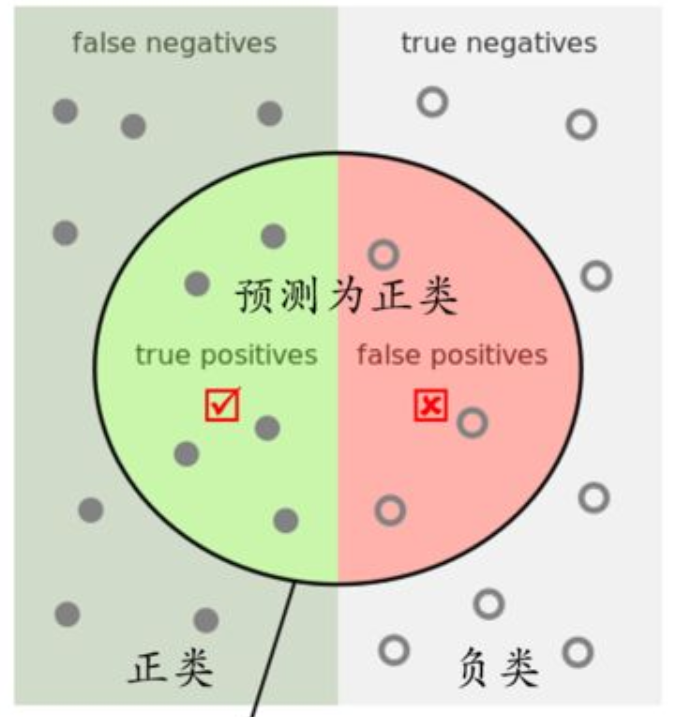 false negatives
true negatives
预测为正类
true positives
false positives
正类
负类